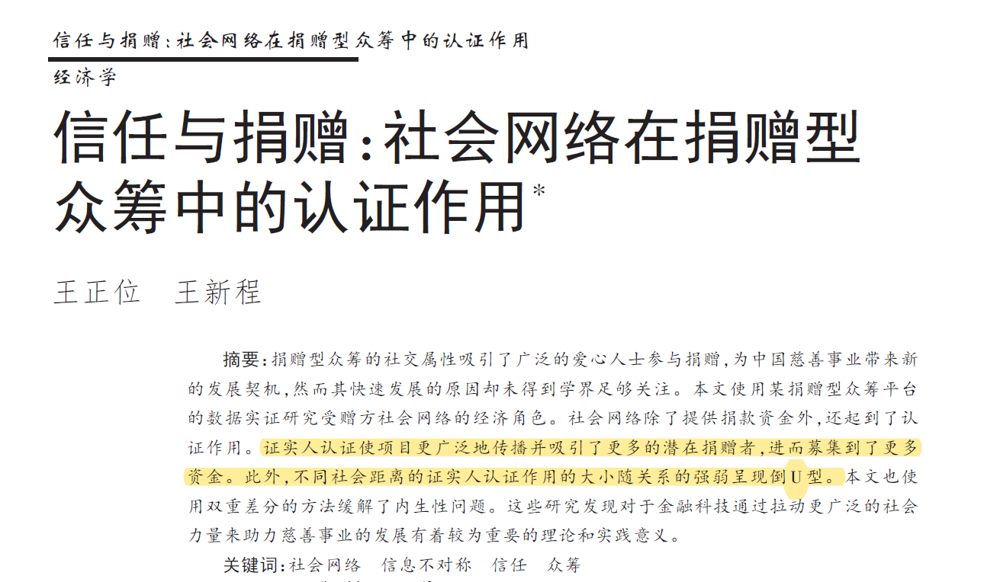 信任与捐赠:社会网络在捐赠型众筹中的认证作用
经济学
信任与捐赠:社会网络在捐赠型
众筹中的认证作用*
王正位 王新程
摘要:捐赠型众筹的社交属性吸引了广泛的爱心人士参与捐赠,为中国慈善事业带来新
的发展契机,然而其快速发展的原因却未得到学界足够关注。本文使用某捐赠型众筹平台
的数据实证研究受赠方社会网络的经济角色。社会网络除了提供捐款资金外,还起到了认
证作用。证实人认证使项目更广泛地传播并吸引了更多的潜在捐赠者,进而募集到了更多
资金。此外,不同社会距离的证实人认证作用的大小随关系的强弱呈现倒U型。本文也使
用双重差分的方法缓解了内生性问题。这些研究发现对于金融科技通过拉动更广泛的社会
力量来助力慈善事业的发展有着较为重要的理论和实践意义。
关键词:社会网络 信息不对称 信任 众筹